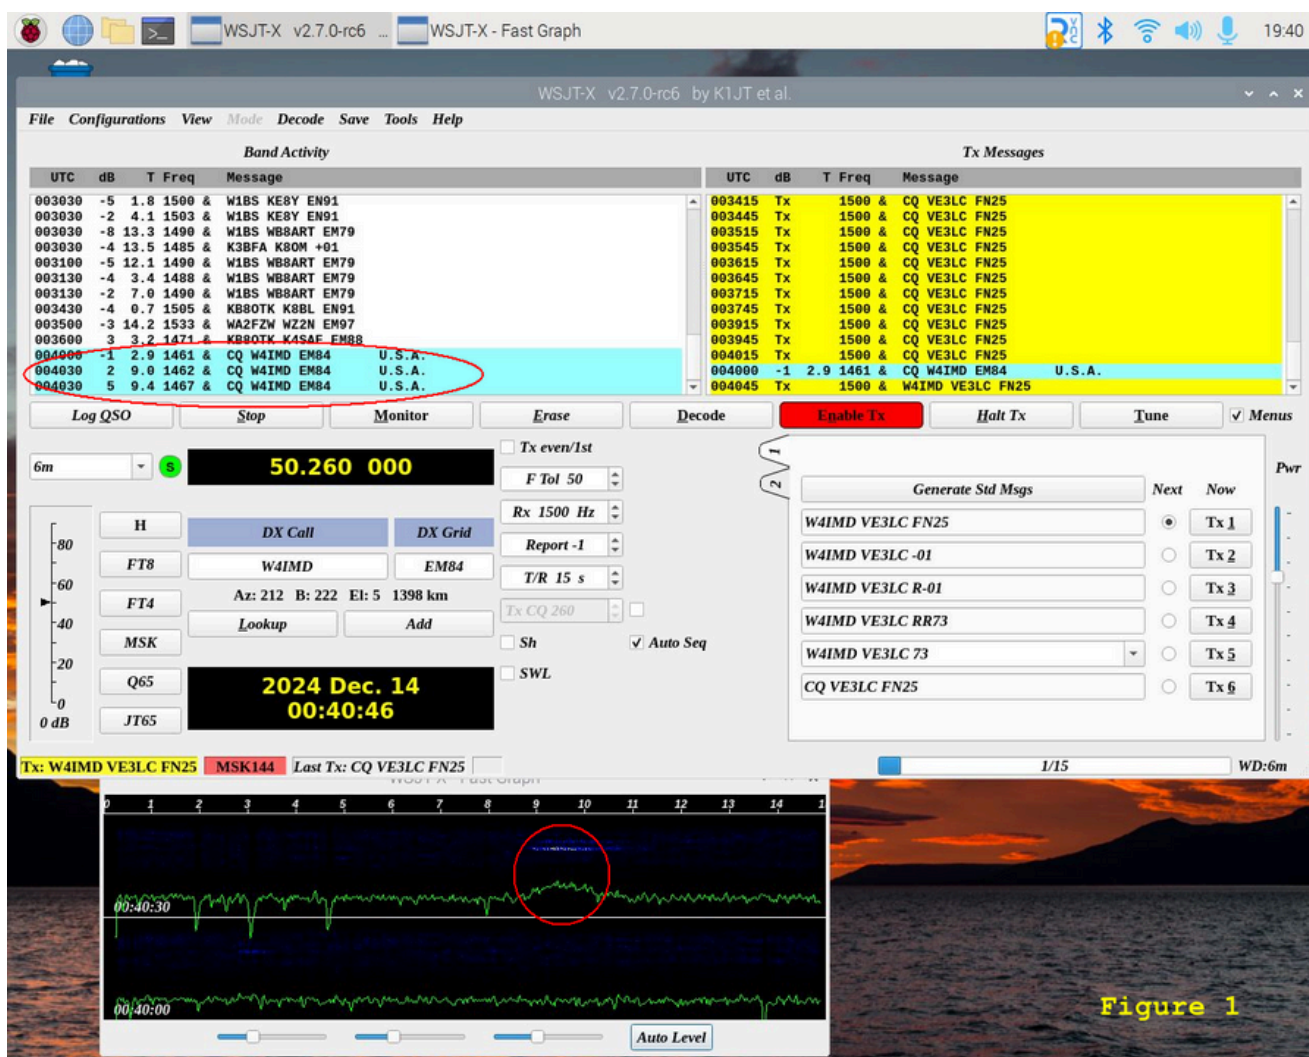 WSJT-X v2.7.0-rc6 ... WSJT-X - Fast Graph 19:40
WSJT-X v2.7.0-rc6 by K1JT et al.
File Configurations View Mode Decode Save Tools Help
Band Activity
UTC dB T Freq Message
003030 -5 1.8 1500 & W1BS KE8Y EN91
003030 -2 4.1 1503 & W1BS KE8Y EN91
003030 -8 13.3 1490 & W1BS WB8ART EM79
003030 -4 13.5 1485 & K3BFA K8OM +01
003100 -5 12.1 1490 & W1BS WB8ART EM79
003130 -4 3.4 1488 & W1BS WB8ART EM79
003130 -2 7.0 1490 & W1BS WB8ART EM79
003430 -4 0.7 1505 & KB8OTK K8BL EN91
003500 -3 14.2 1533 & WA2FZW WZ2N EM97
003600 3 3.2 1471 & KB8OTK K4SAF EM88
004000 -1 2.9 1461 & CQ W4IMD EM84 U.S.A.
004030 2 9.0 1462 & CQ W4IMD EM84 U.S.A.
004030 5 9.4 1467 & CQ W4IMD EM84 U.S.A.
Tx Messages
UTC dB T Freq Message
003415 Tx 1500 & CQ VE3LC FN25
003445 Tx 1500 & CQ VE3LC FN25
003515 Tx 1500 & CQ VE3LC FN25
003545 Tx 1500 & CQ VE3LC FN25
003615 Tx 1500 & CQ VE3LC FN25
003645 Tx 1500 & CQ VE3LC FN25
003715 Tx 1500 & CQ VE3LC FN25
003745 Tx 1500 & CQ VE3LC FN25
003915 Tx 1500 & CQ VE3LC FN25
003945 Tx 1500 & CQ VE3LC FN25
004015 Tx 1500 & CQ VE3LC FN25
004000 -1 2.9 1461 & CQ W4IMD EM84 U.S.A.
004045 Tx 1500 & W4IMD VE3LC FN25
Log QSO Stop Monitor Erase Decode Enable Tx Halt Tx Tune Menus
6m S 50.260 000
Tx even/1st
F Tol 50
Rx 1500 Hz
Report -1
T/R 15 s
Tx CQ 260
Sh Auto Seq
SWL
-80
-60
-40
-20
-0
0 dB
H
FT8
FT4
MSK
Q65
JT65
DX Call DX Grid
W4IMD EM84
Az: 212 B: 222 El: 5 1398 km
Lookup Add
2024 Dec. 14
00:40:46
1
2
Generate Std Msgs Next Now
Pwr
W4IMD VE3LC FN25 Tx 1
W4IMD VE3LC -01 Tx 2
W4IMD VE3LC R-01 Tx 3
W4IMD VE3LC RR73 Tx 4
W4IMD VE3LC 73 Tx 5
CQ VE3LC FN25 Tx 6
Tx: W4IMD VE3LC FN25 MSK144 Last Tx: CQ VE3LC FN25 1/15 WD:6m
WSJT-X - Fast Graph
0 1 2 3 4 5 6 7 8 9 10 11 12 13 14 1
00:40:30
00:40:00
Auto Level
Figure 1